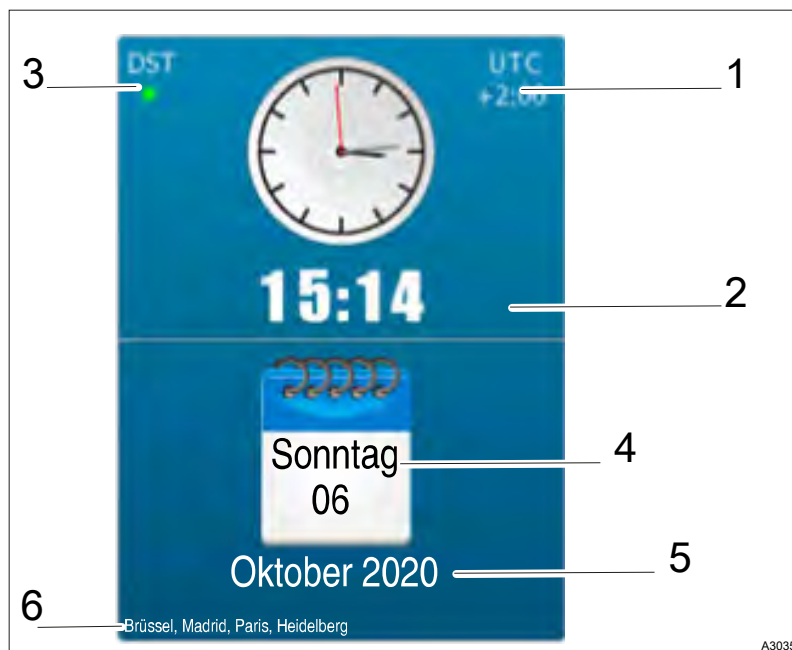 DST
UTC
3
+2:00
1
15:14
2
Sonntag
4
06
Oktober 2020
5
6
Brüssel, Madrid, Paris, Heidelberg
A3035